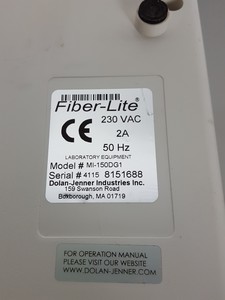 Fiber-Lite®
CE 230 VAC
2A
50 Hz
LABORATORY EQUIPMENT
Model # MI-150DG1
Serial # 4115 8151688
Dolan-Jenner Industries Inc.
159 Swanson Road
Boxborough, MA 01719
FOR OPERATION MANUAL
PLEASE VISIT OUR WEBSITE
WWW.DOLAN-JENNER.COM